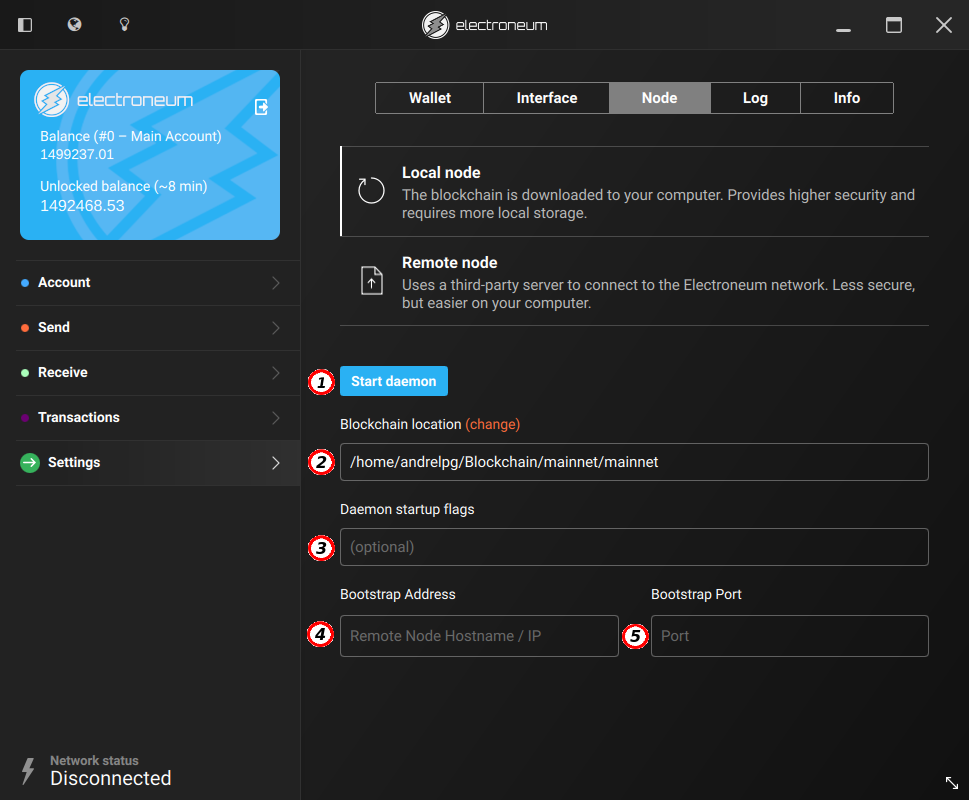 electroneum
electroneum
Balance (#0 – Main Account)
1499237.01
Unlocked balance (~8 min)
1492468.53
Account
Send
Receive
Transactions
Settings
Network status
Disconnected
Wallet Interface Node Log Info
Local node
The blockchain is downloaded to your computer. Provides higher security and
requires more local storage.
Remote node
Uses a third-party server to connect to the Electroneum network. Less secure,
but easier on your computer.
1 Start daemon
Blockchain location (change)
2 /home/andrelpg/Blockchain/mainnet/mainnet
Daemon startup flags
3 (optional)
Bootstrap Address Bootstrap Port
4 Remote Node Hostname / IP 5 Port